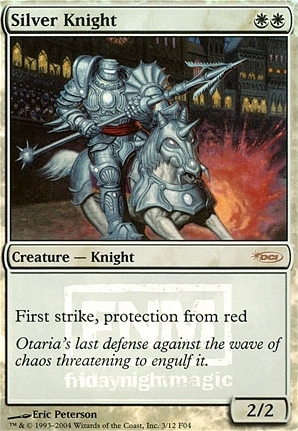 Silver Knight
Creature — Knight
DCI
First strike, protection from red
Otaria's last defense against the wave of
chaos threatening to engulf it.
FNM
fridaynightmagic
Eric Peterson
2/2
™ & © 1993–2004 Wizards of the Coast, Inc. 3/12 F04